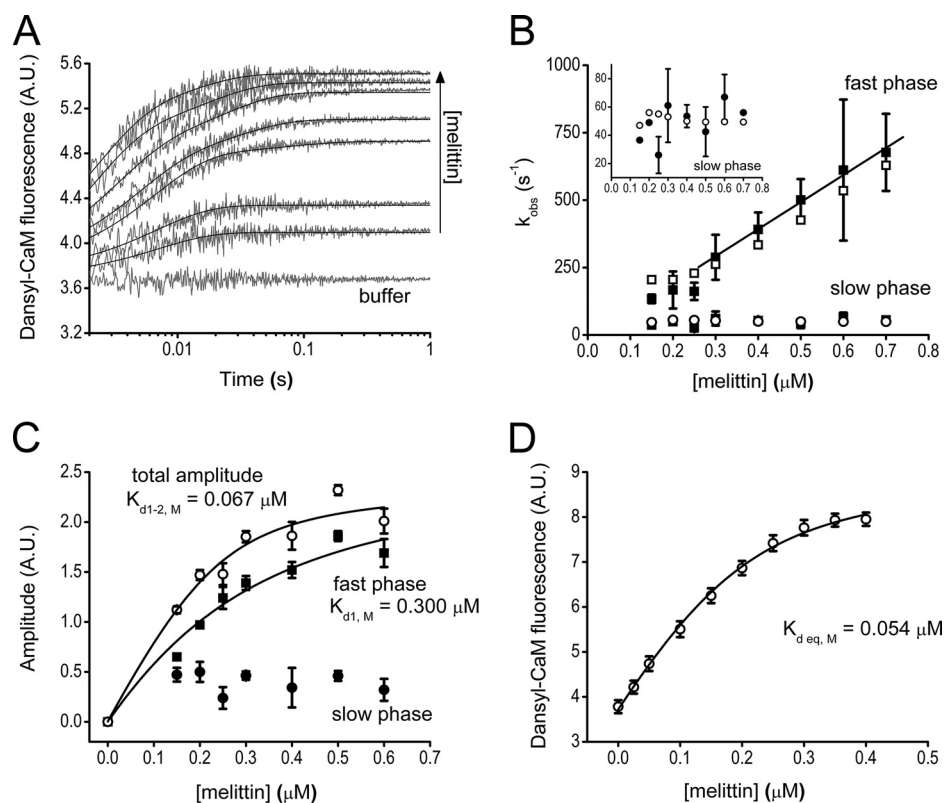 A
Dansyl-CaM fluorescence (A.U.)
5.6
5.2
4.8
4.4
4.0
3.6
3.2
0.01
0.1
1
Time (s)
buffer
[melittin]
B
k_obs (s⁻¹)
1000
750
500
250
0
0.0 0.1 0.2 0.3 0.4 0.5 0.6 0.7 0.8
[melittin] (μM)
fast phase
slow phase
80
60
40
20
0.0 0.1 0.2 0.3 0.4 0.5 0.6 0.7 0.8
slow phase
C
Amplitude (A.U.)
2.5
2.0
1.5
1.0
0.5
0.0
0.0 0.1 0.2 0.3 0.4 0.5 0.6 0.7
[melittin] (μM)
total amplitude
K_d1-2, M = 0.067 μM
fast phase
K_d1, M = 0.300 μM
slow phase
D
Dansyl-CaM fluorescence (A.U.)
9
8
7
6
5
4
3
0.0 0.1 0.2 0.3 0.4 0.5
[melittin] (μM)
K_d eq, M = 0.054 μM